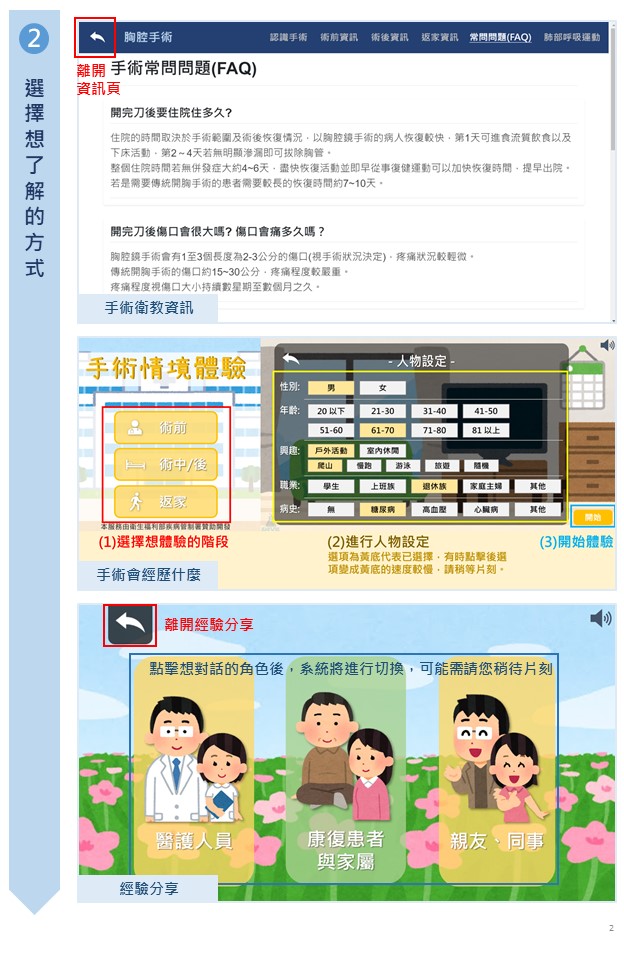 2
選擇想了解的方式
胸腔手術
認識手術 術前資訊 術後資訊 返家資訊 常問問題(FAQ) 肺部呼吸運動
離開
資訊頁
手術常問問題(FAQ)
開完刀後要住院住多久?
住院的時間取決於手術範圍及術後恢復情況，以胸腔鏡手術的病人恢復較快，第1天可進食流質飲食以及
下床活動，第2～4天若無明顯滲漏即可拔除胸管。
整個住院時間若無併發症大約4~6天，盡快恢復活動並即早從事復健運動可以加快恢復時間，提早出院。
若是需要傳統開胸手術的患者需要較長的恢復時間約7~10天。
開完刀後傷口會很大嗎? 傷口會痛多久嗎？
胸腔鏡手術會有1至3個長度為2-3公分的傷口(視手術狀況決定)，疼痛狀況較輕微。
傳統開胸手術的傷口約15~30公分，疼痛程度較嚴重。
疼痛程度視傷口大小持續數星期至數個月之久。
手術衛教資訊
手術情境體驗
術前
術中/後
返家
本服務由衛生福利部疾病管制署贊助開發
(1)選擇想體驗的階段
- 人物設定 -
性別: 男 女
年齡: 20 以下 21-30 31-40 41-50
51-60 61-70 71-80 81 以上
興趣: 戶外活動 室內休閒
爬山 慢跑 游泳 旅遊 隨機
職業: 學生 上班族 退休族 家庭主婦 其他
病史: 無 糖尿病 高血壓 心臟病 其他
開始
(2)進行人物設定
選項為黃底代表已選擇，有時點擊後選
項變成黃底的速度較慢，請稍等片刻。
(3)開始體驗
手術會經歷什麼
離開經驗分享
點擊想對話的角色後，系統將進行切換，可能需請您稍待片刻
醫護人員
康復患者
與家屬
親友、同事
經驗分享
2